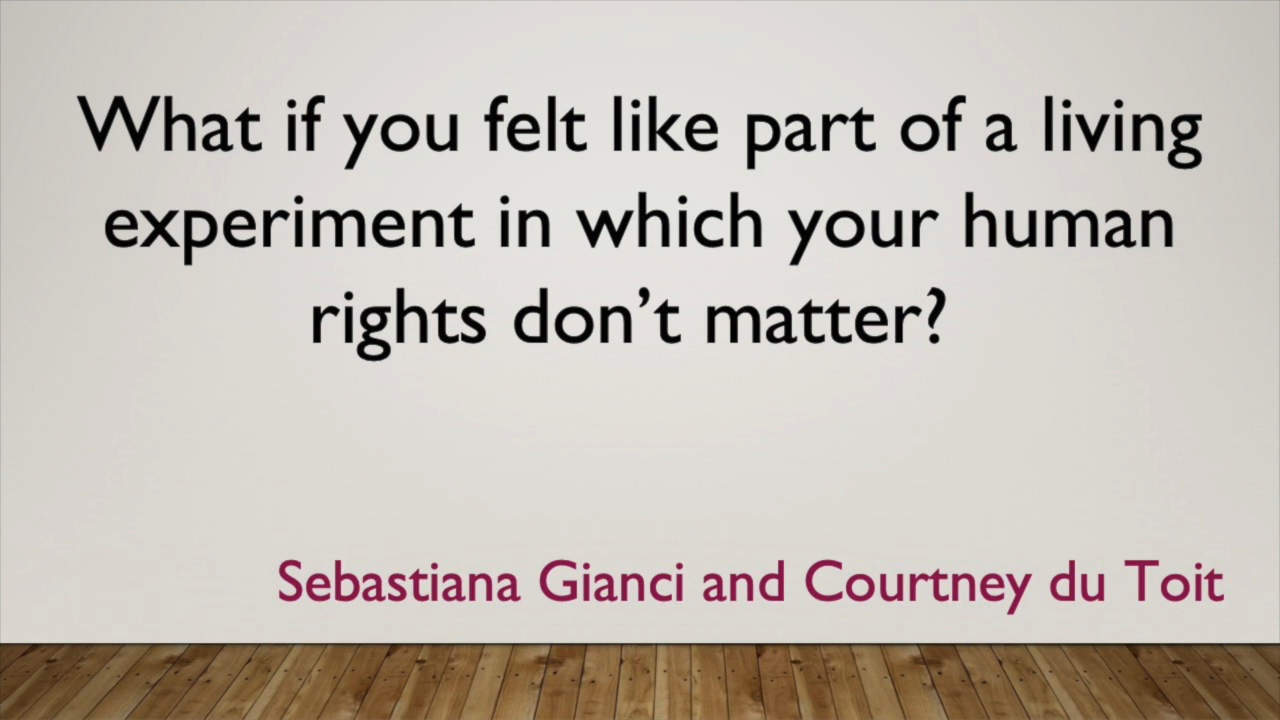 What if you felt like part of a living
experiment in which your human
rights don’t matter?
Sebastiana Gianci and Courtney du Toit